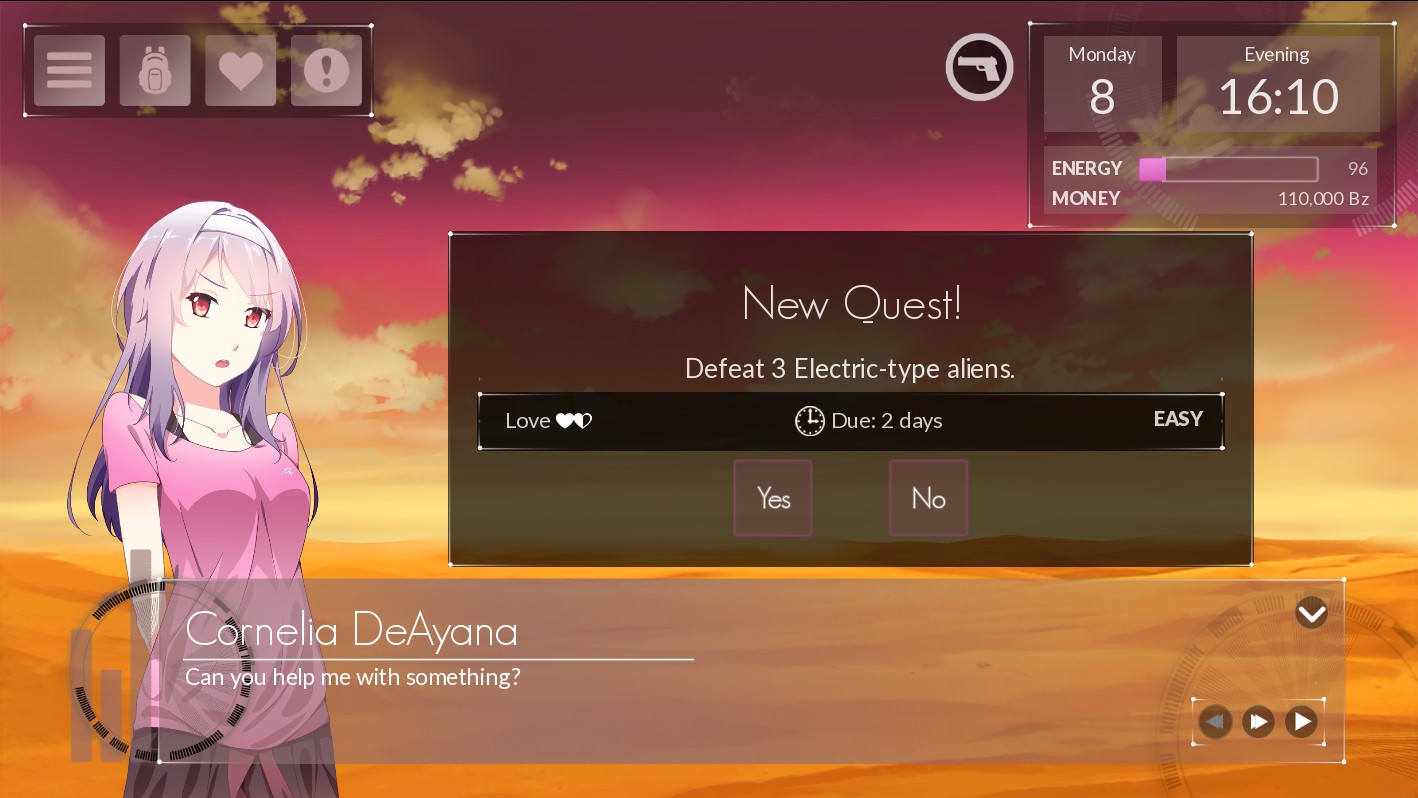 Monday
8
Evening
16:10
ENERGY 96
MONEY 110,000 Bz
New Quest!
Defeat 3 Electric-type aliens.
Love Due: 2 days EASY
Yes No
Cornelia DeAyana
Can you help me with something?